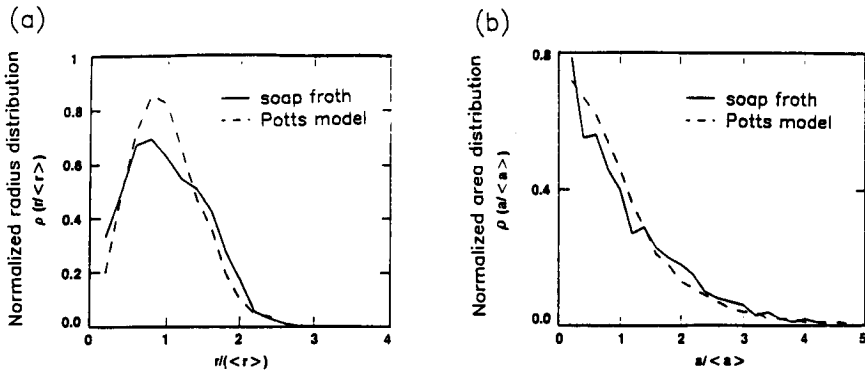 (a)
Normalized radius distribution
ρ (r/<r>)
1
0.8
0.6
0.4
0.2
0.0
0
1
2
3
4
r/(<r>)
soap froth
Potts model
(b)
Normalized area distribution
ρ (a/<a>)
0.8
0.4
0.0
0
1
2
3
4
5
a/<a>
soap froth
Potts model